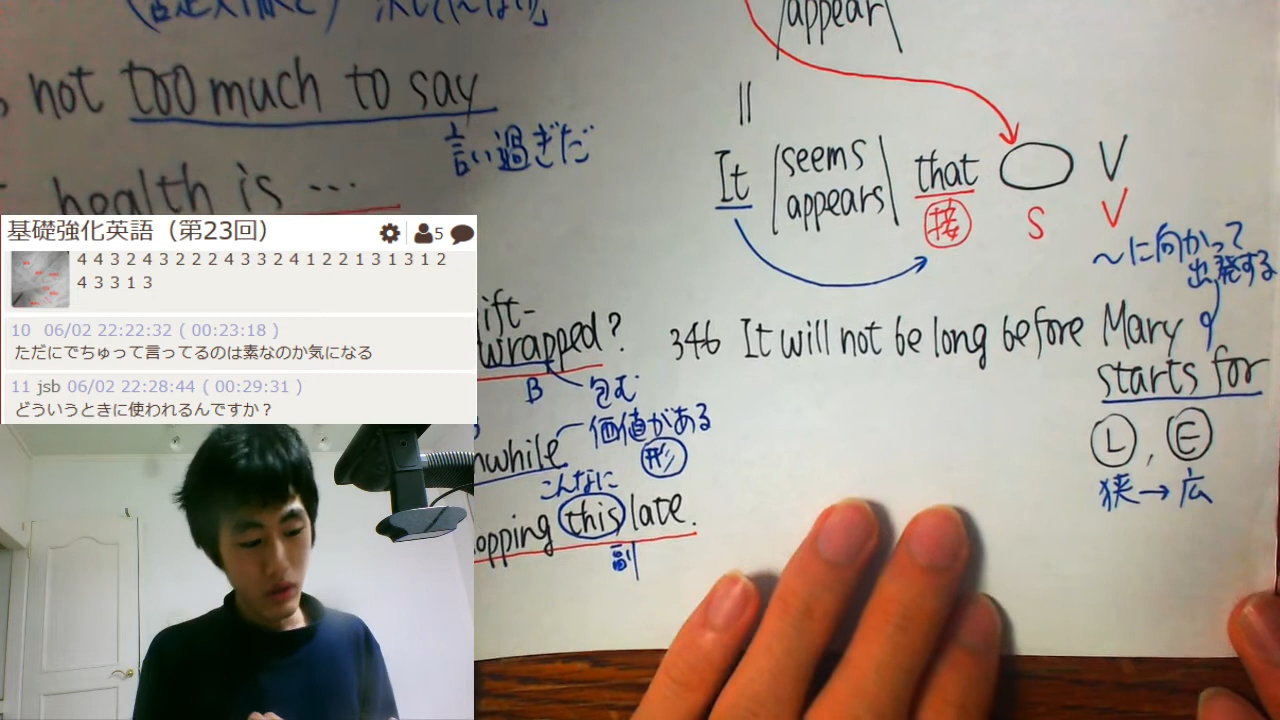 appear
not too much to say
言い過ぎだ
health is ...
=
It seems appears that V
接 S V
~に向かって
出発する
基礎強化英語（第23回）
5
4 4 3 2 4 3 2 2 2 4 3 3 2 4 1 2 2 1 3 1 3 1 2
4 3 3 1 3
10 06/02 22:22:32 ( 00:23:18 )
ただにでちゅって言ってるのは素なのか気になる
11 jsb 06/02 22:28:44 ( 00:29:31 )
どういうときに使われるんですか？
ift-
wrapped?
B 包む
価値がある
形
nwhile
こんなに
opping this late.
副
346 It will not be long before Mary
starts for
L , E
狭→広